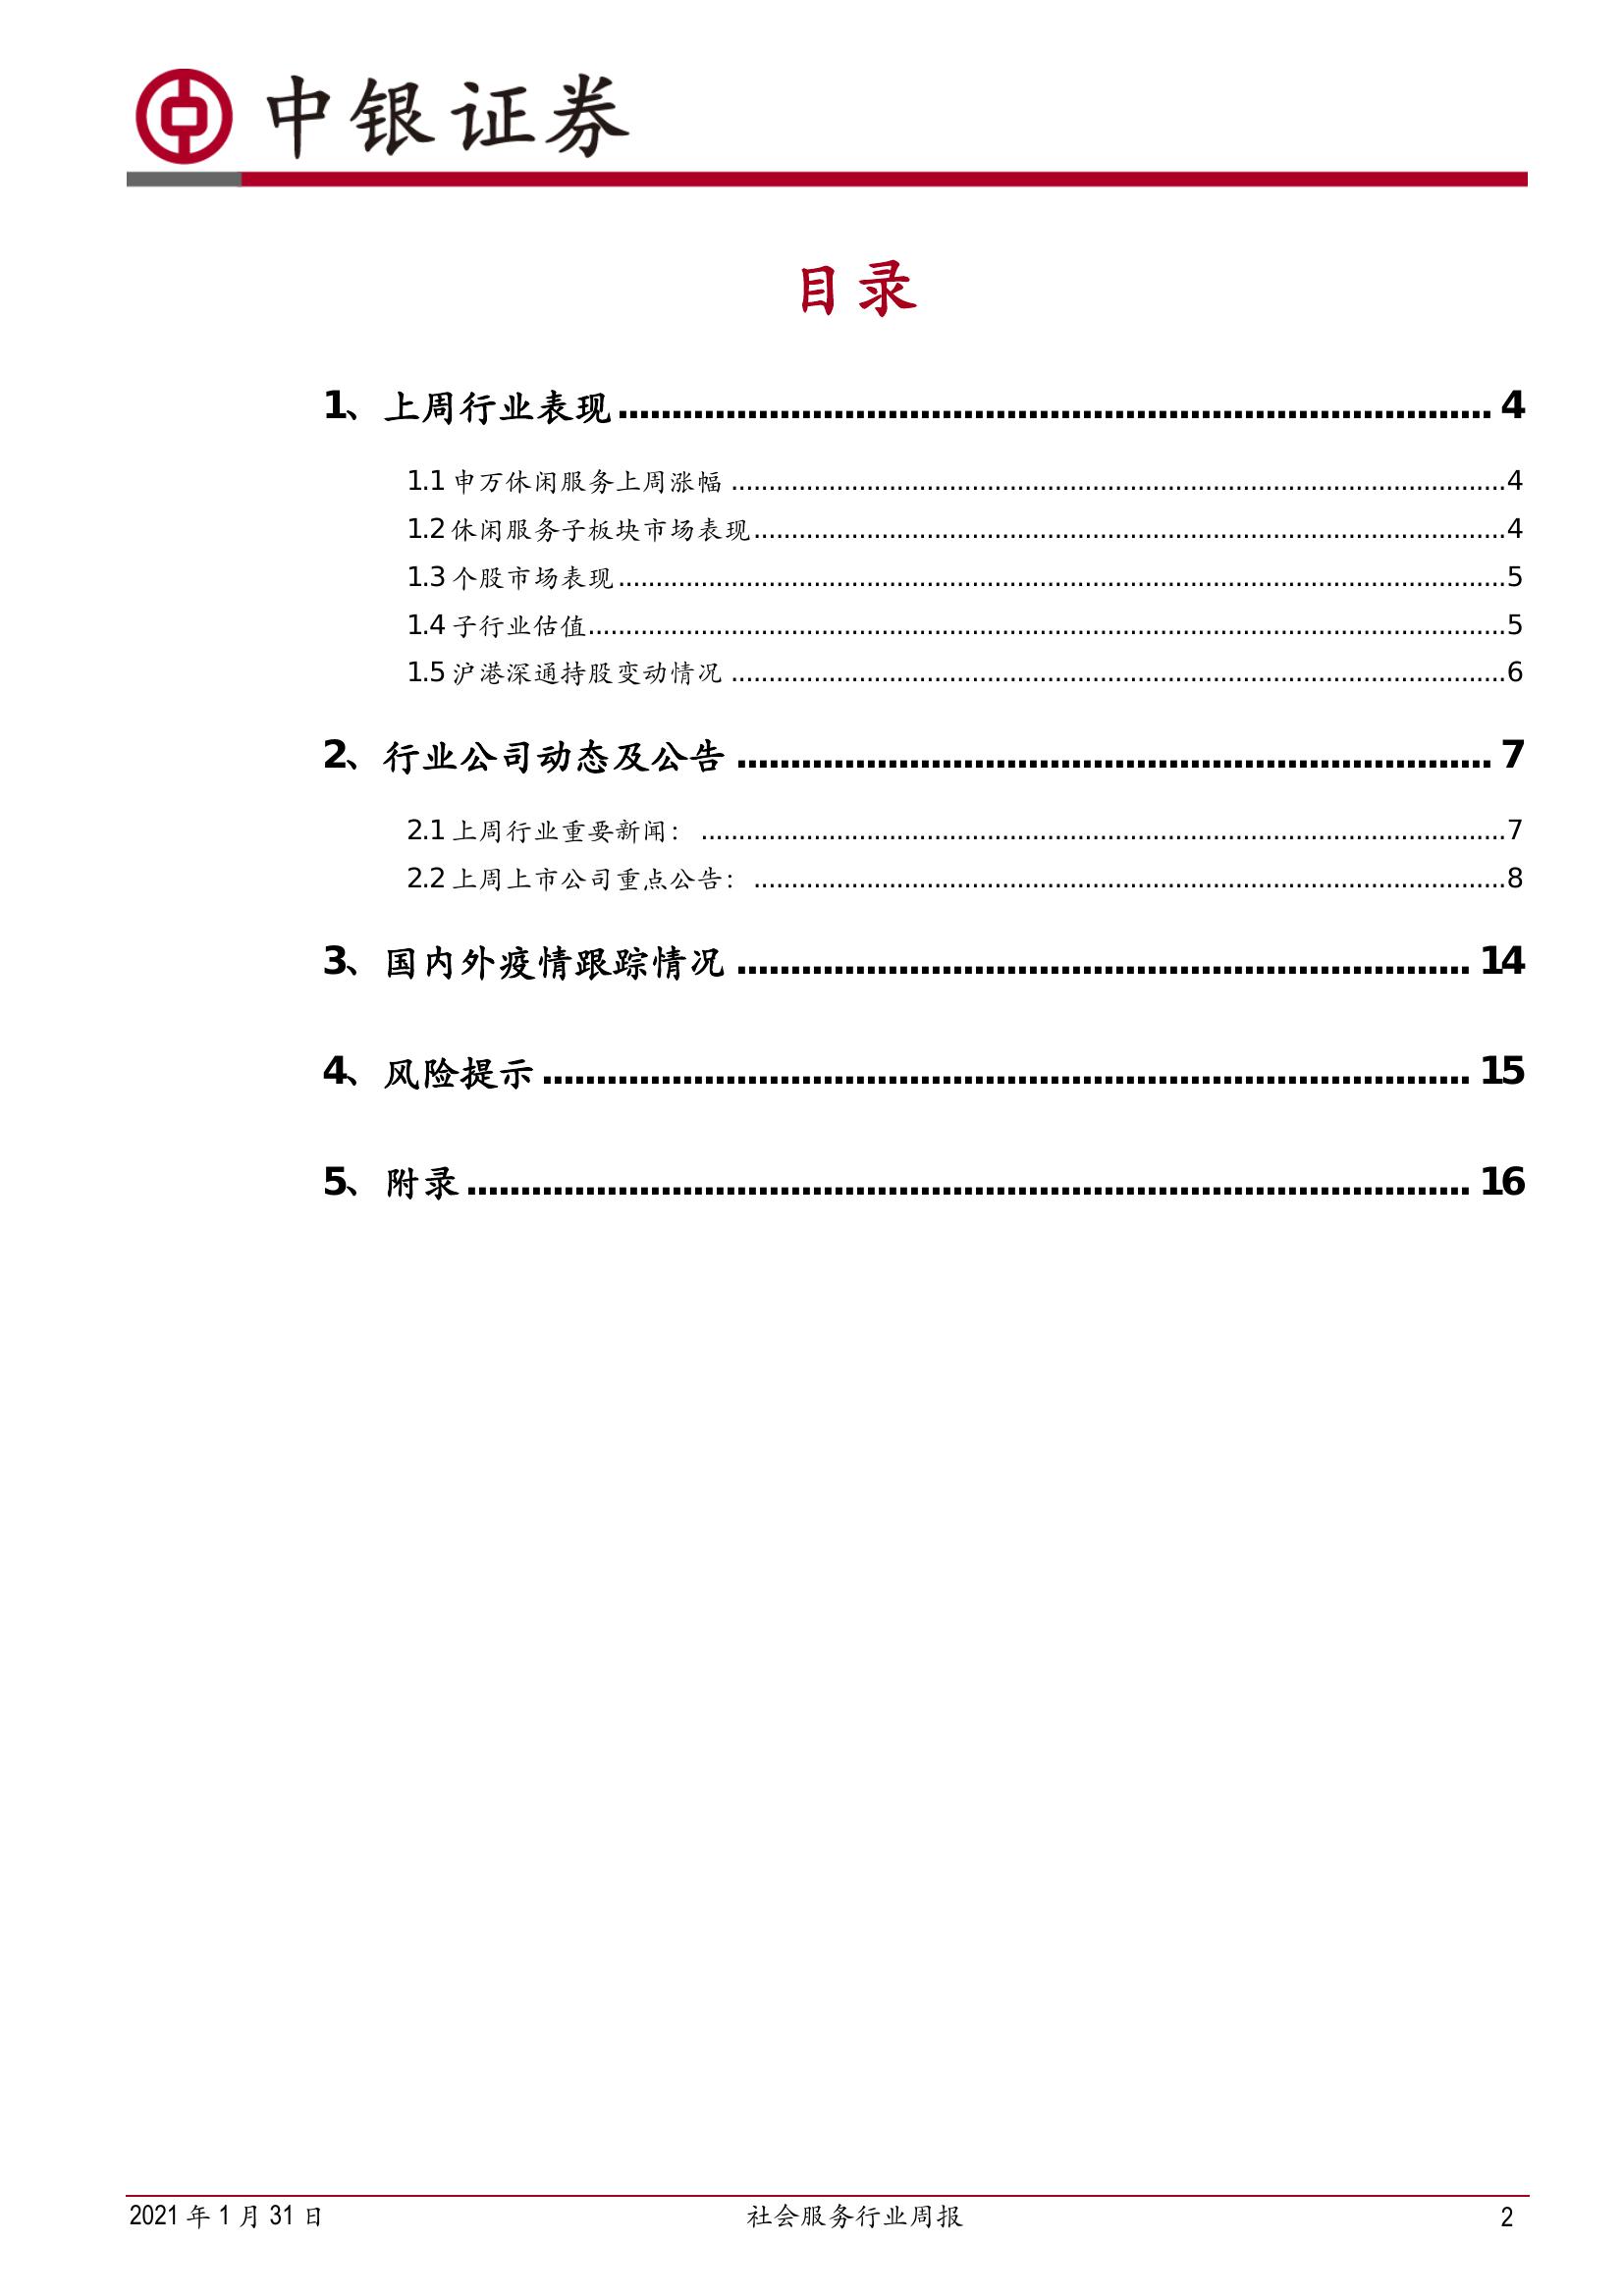 中银证券
目录
1、上周行业表现 ........ 4
1.1 申万休闲服务上周涨幅 ........ 4
1.2 休闲服务子板块市场表现 ........ 4
1.3 个股市场表现 ........ 5
1.4 子行业估值 ........ 5
1.5 沪港深通持股变动情况 ........ 6
2、行业公司动态及公告 ........ 7
2.1 上周行业重要新闻： ........ 7
2.2 上周上市公司重点公告： ........ 8
3、国内外疫情跟踪情况 ........ 14
4、风险提示 ........ 15
5、附录 ........ 16
2021 年 1 月 31 日 社会服务行业周报 2